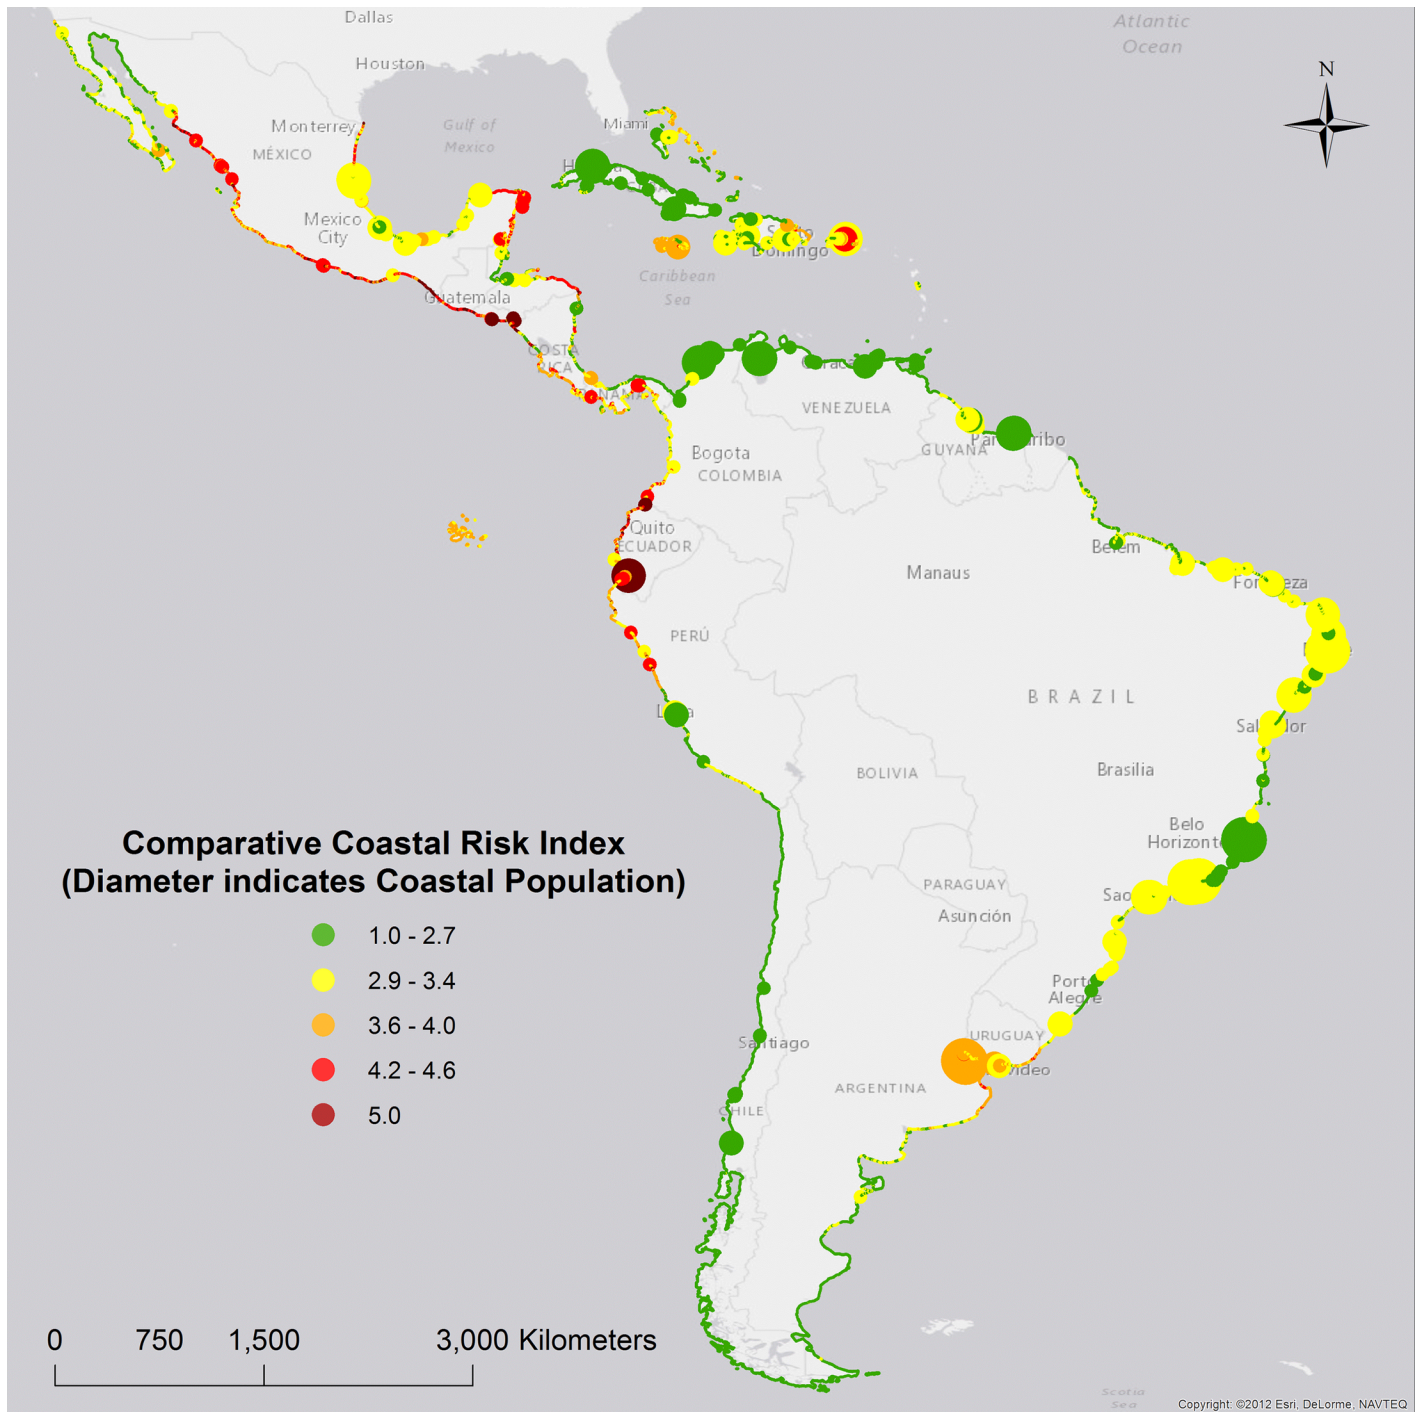 Dallas
Atlantic
Ocean
Houston
N
Monterrey
Miami
Gulf of
Mexico
MÉXICO
Mexico
City
Domingo
Caribbean
Sea
Guatemala
COSTA
RICA
VENEZUELA
GUYANA
Bogota
COLOMBIA
Quito
ECUADOR
Belem
Manaus
PERÚ
BRAZIL
BOLIVIA
Brasilia
Belo
Horizonte
PARAGUAY
Asunción
Porto
Alegre
URUGUAY
Santiago
ARGENTINA
CHILE
Comparative Coastal Risk Index
(Diameter indicates Coastal Population)
1.0 - 2.7
2.9 - 3.4
3.6 - 4.0
4.2 - 4.6
5.0
0 750 1,500 3,000 Kilometers
Scotia
Sea
Copyright: ©2012 Esri, DeLorme, NAVTEQ